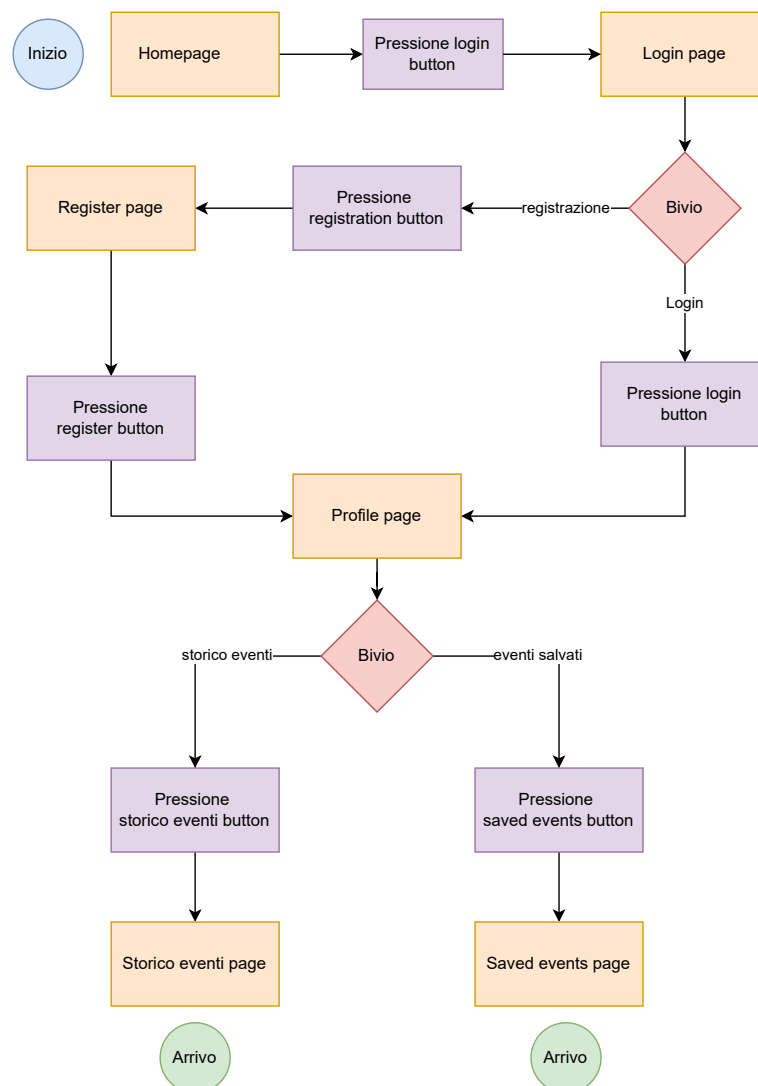 Inizio
Homepage
Pressione login
button
Login page
Register page
Pressione
registration button
registrazione
Bivio
Login
Pressione
register button
Pressione login
button
Profile page
storico eventi
Bivio
eventi salvati
Pressione
storico eventi button
Pressione
saved events button
Storico eventi page
Saved events page
Arrivo
Arrivo